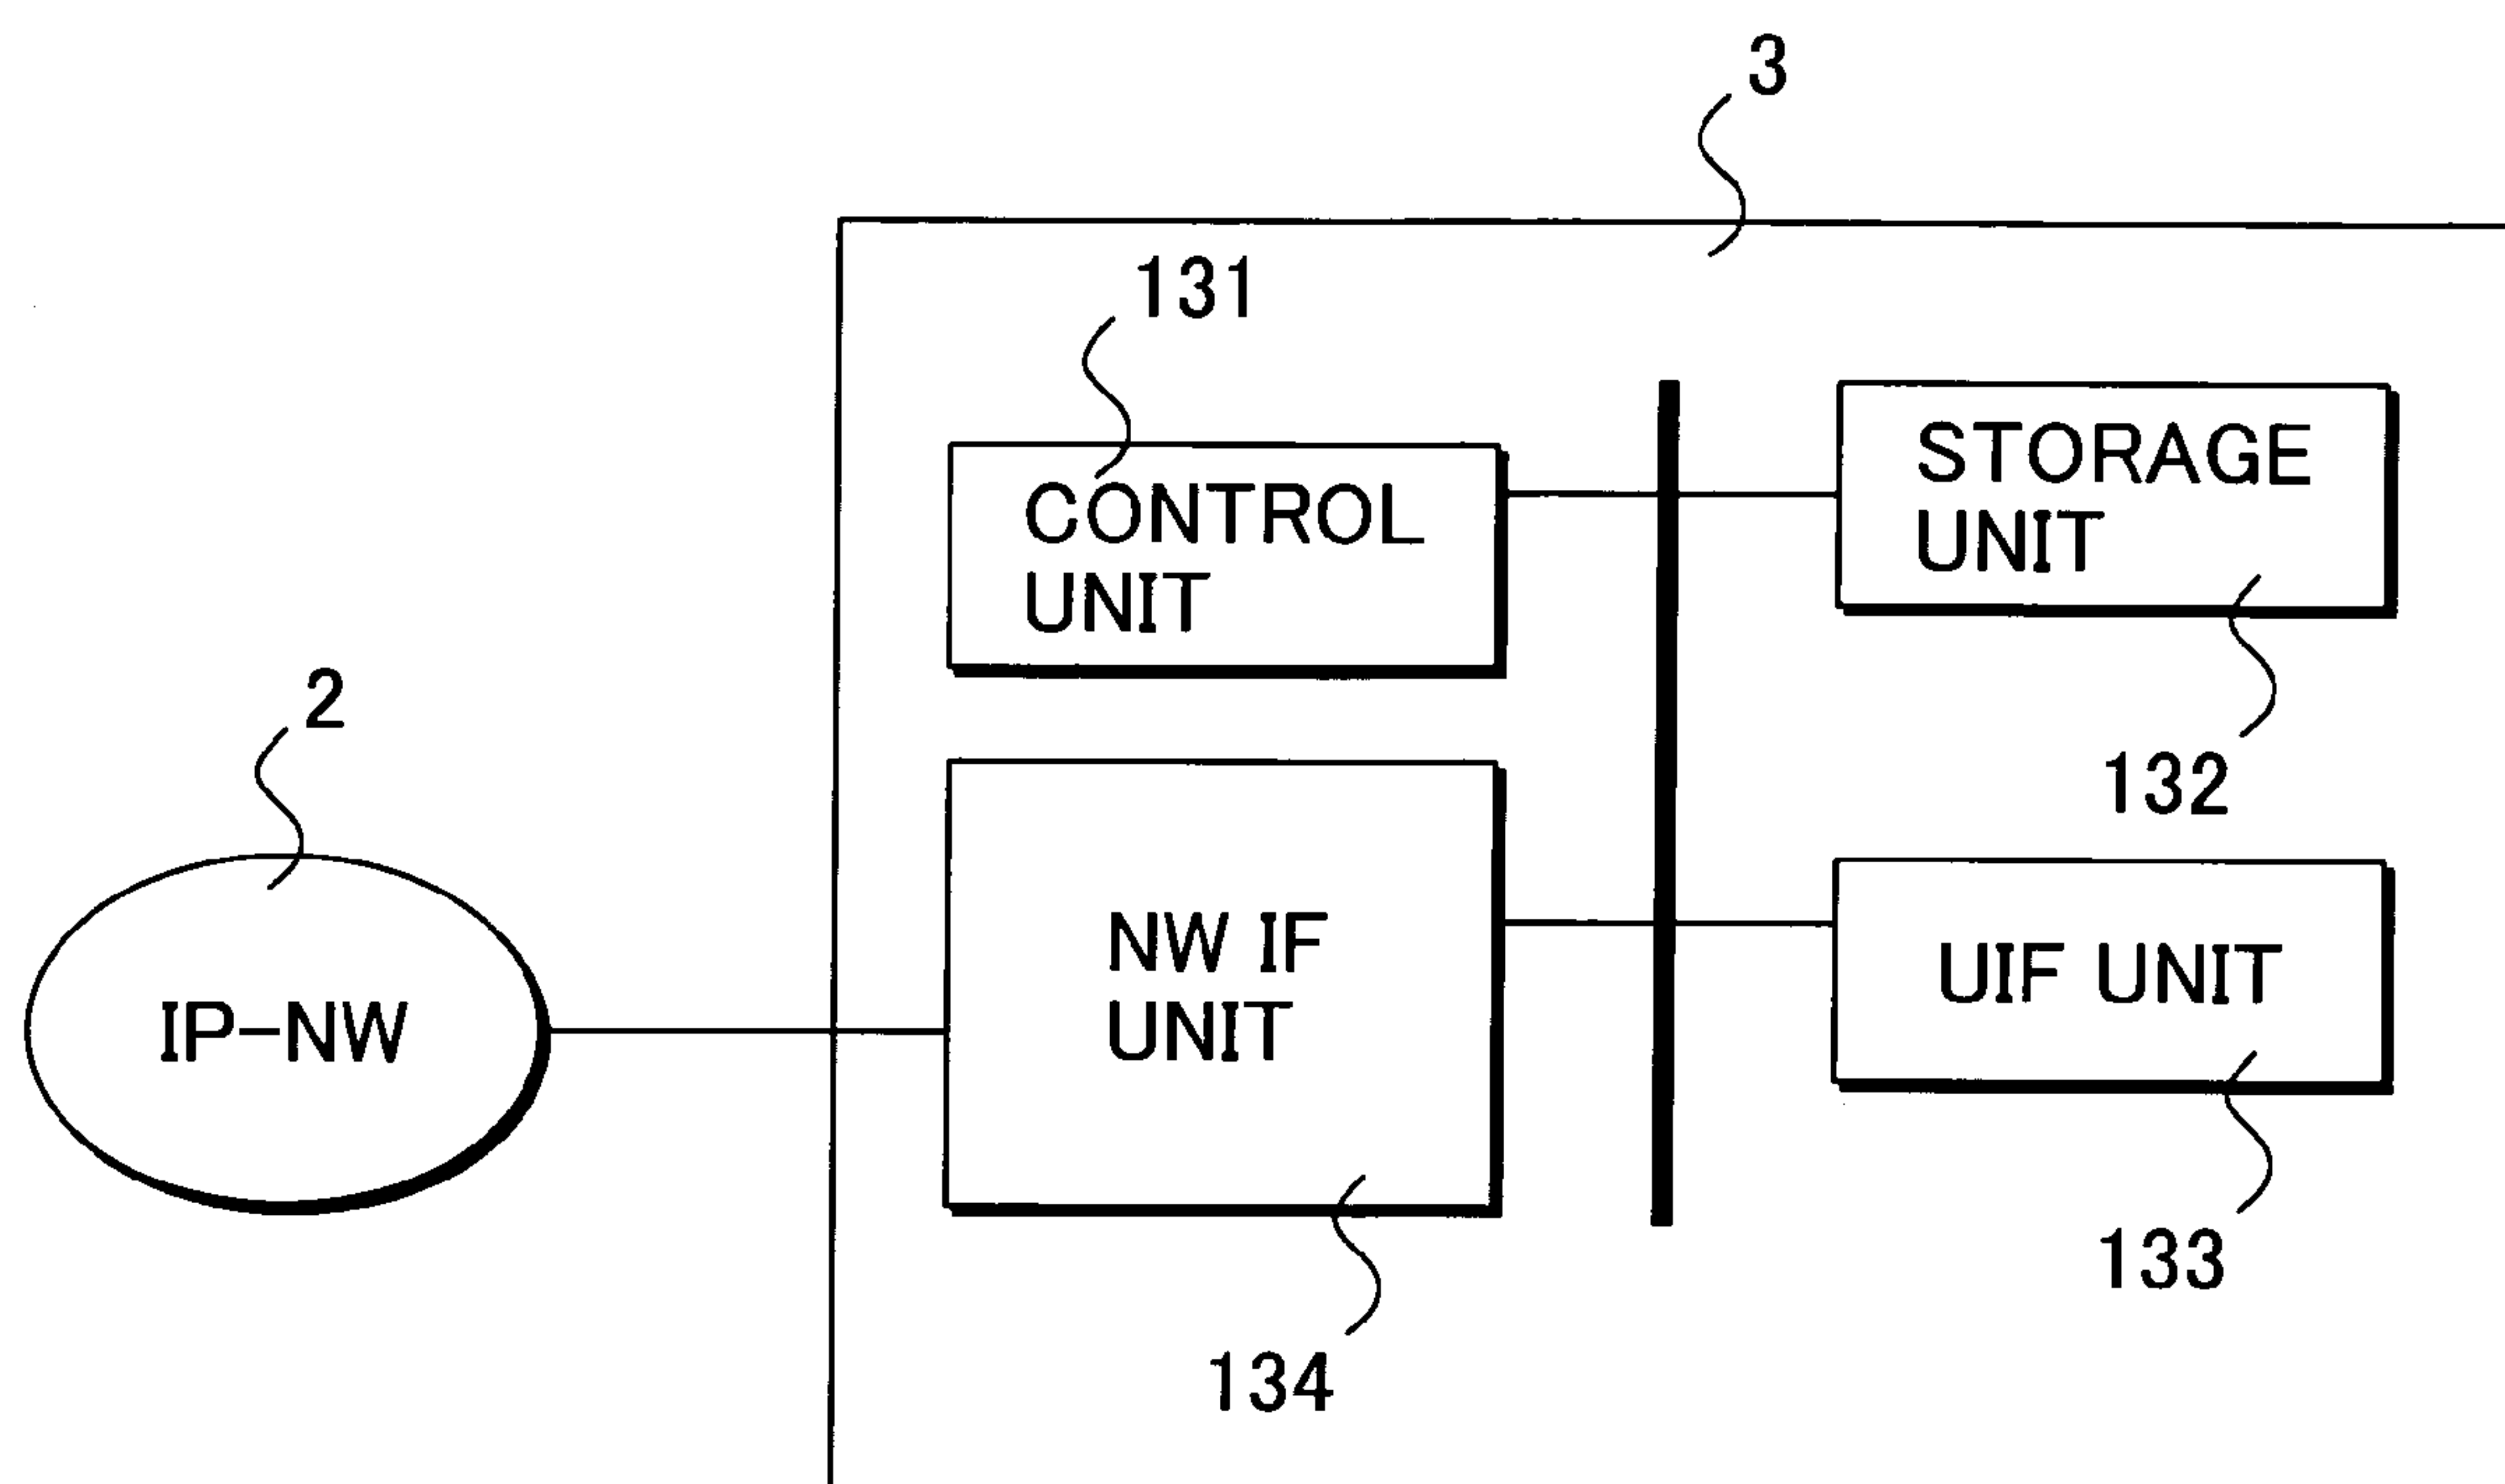 3
131
CONTROL
UNIT
STORAGE
UNIT
132
2
IP-NW
NW IF
UNIT
134
UIF UNIT
133